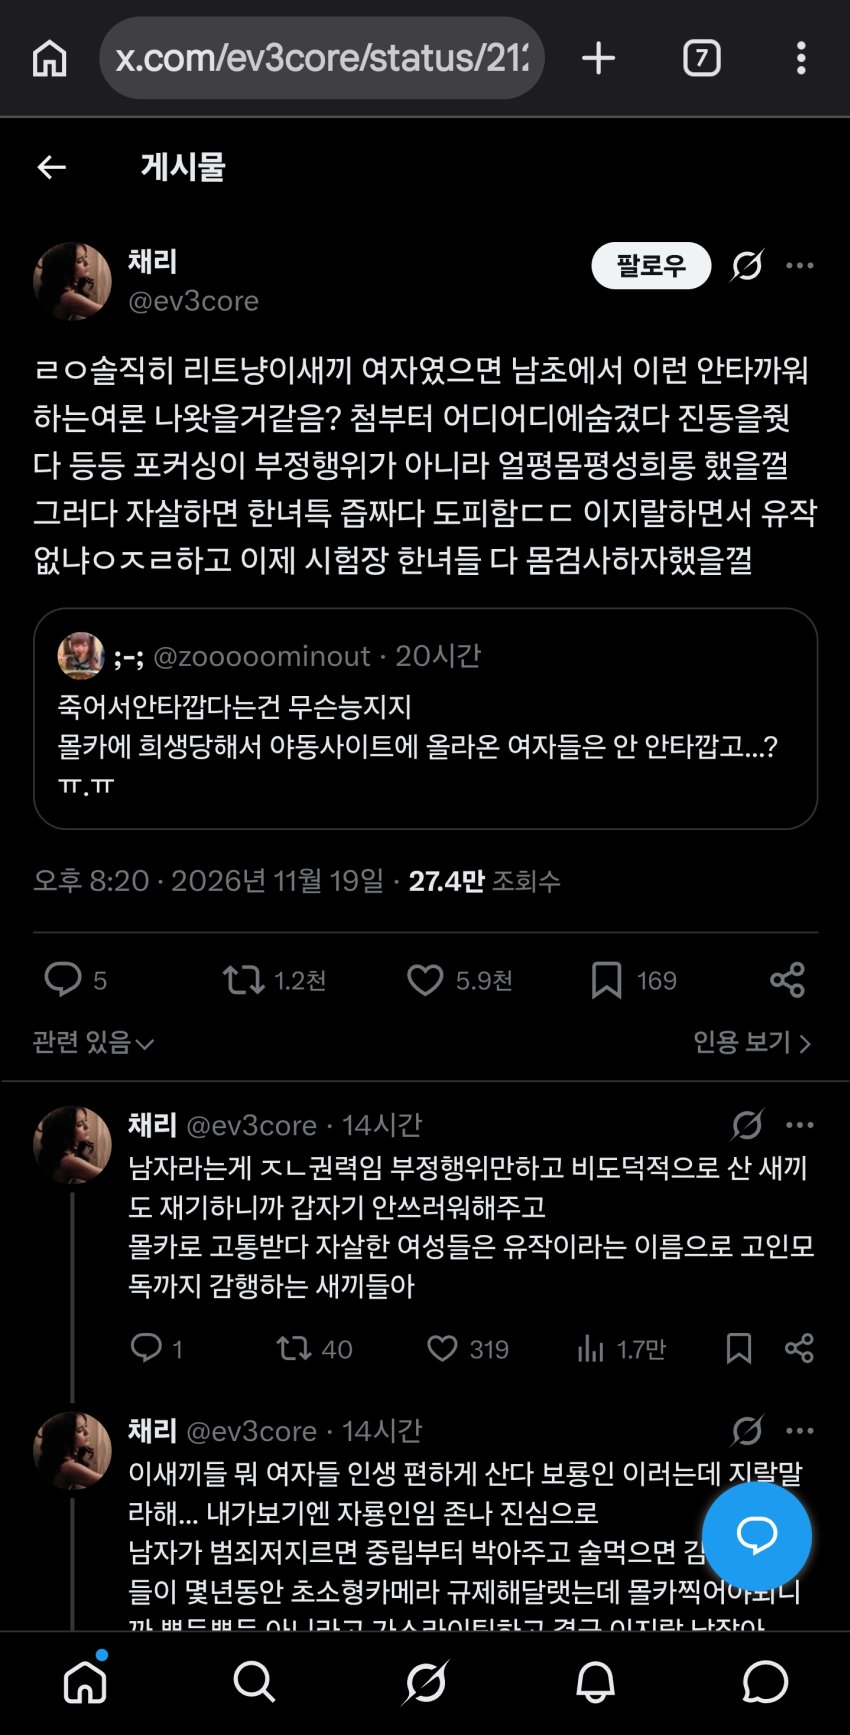 x.com/ev3core/status/212
7
게시물
채리
@ev3core
팔로우
ㄹㅇ솔직히 리트냥이새끼 여자였으면 남초에서 이런 안타까워
하는여론 나왓을거같음? 첨부터 어디어디에숨겼다 진동을줫
다 등등 포커싱이 부정행위가 아니라 얼평몸평성희롱 했을껄
그러다 자살하면 한녀특 즙짜다 도피함ㄷㄷ 이지랄하면서 유작
없냐ㅇㅈㄹ하고 이제 시험장 한녀들 다 몸검사하자했을껄
;-; @zooooominout · 20시간
죽어서안타깝다는건 무슨능지지
몰카에 희생당해서 야동사이트에 올라온 여자들은 안 안타깝고...?
ㅠ.ㅠ
오후 8:20 · 2026년 11월 19일 · 27.4만 조회수
5 1.2천 5.9천 169
관련 있음 인용 보기
채리 @ev3core · 14시간
남자라는게 ㅈㄴ권력임 부정행위만하고 비도덕적으로 산 새끼
도 재기하니까 갑자기 안쓰러워해주고
몰카로 고통받다 자살한 여성들은 유작이라는 이름으로 고인모
독까지 감행하는 새끼들아
1 40 319 1.7만
채리 @ev3core · 14시간
이새끼들 뭐 여자들 인생 편하게 산다 보룡인 이러는데 지랄말
라해... 내가보기엔 자룡인임 존나 진심으로
남자가 범죄저지르면 중립부터 박아주고 술먹으면
들이 몇년동안 초소형카메라 규제해달랫는데 몰카찍어야되니